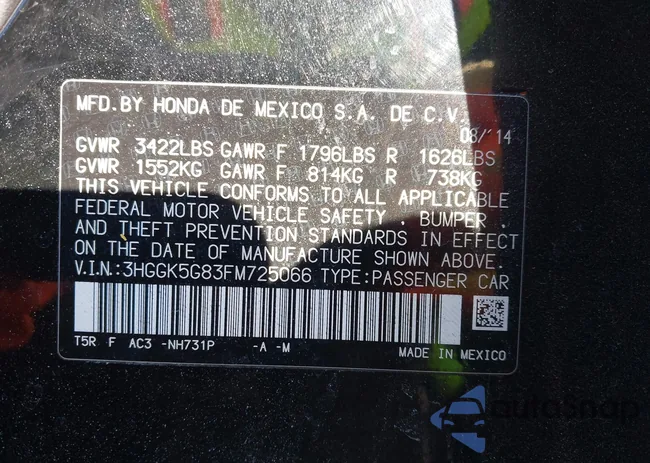 MFD.BY HONDA DE MEXICO S.A. DE C.V.
08/'14
GVWR 3422LBS GAWR F 1796LBS R 1626LBS
GVWR 1552KG GAWR F 814KG R 738KG
THIS VEHICLE CONFORMS TO ALL APPLICABLE
FEDERAL MOTOR VEHICLE SAFETY , BUMPER ,
AND THEFT PREVENTION STANDARDS IN EFFECT
ON THE DATE OF MANUFACTURE SHOWN ABOVE.
V.I.N.:3HGGK5G83FM725066 TYPE:PASSENGER CAR
T5R F AC3 -NH731P -A -M
MADE IN MEXICO
autosnap